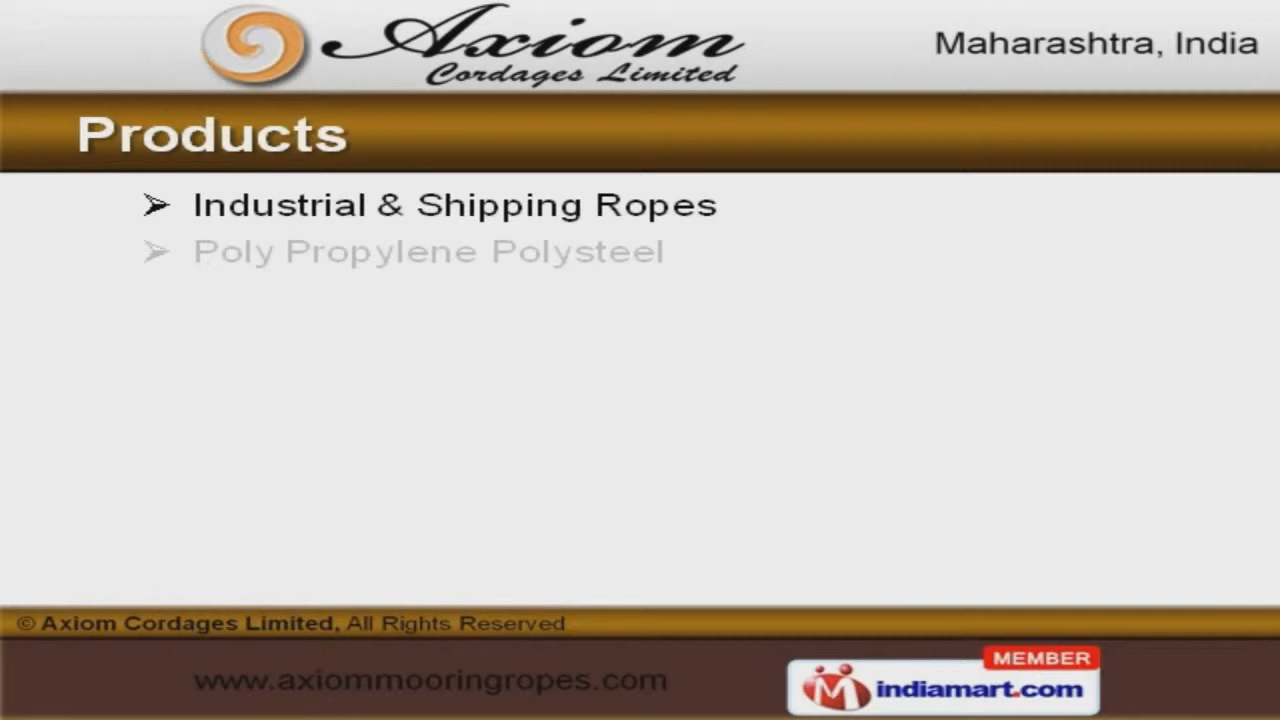 Axiom
Cordages Limited
Maharashtra, India
Products
➢ Industrial & Shipping Ropes
➢ Poly Propylene Polysteel
© Axiom Cordages Limited, All Rights Reserved
www.axiommooringropes.com
MEMBER
indiamart.com